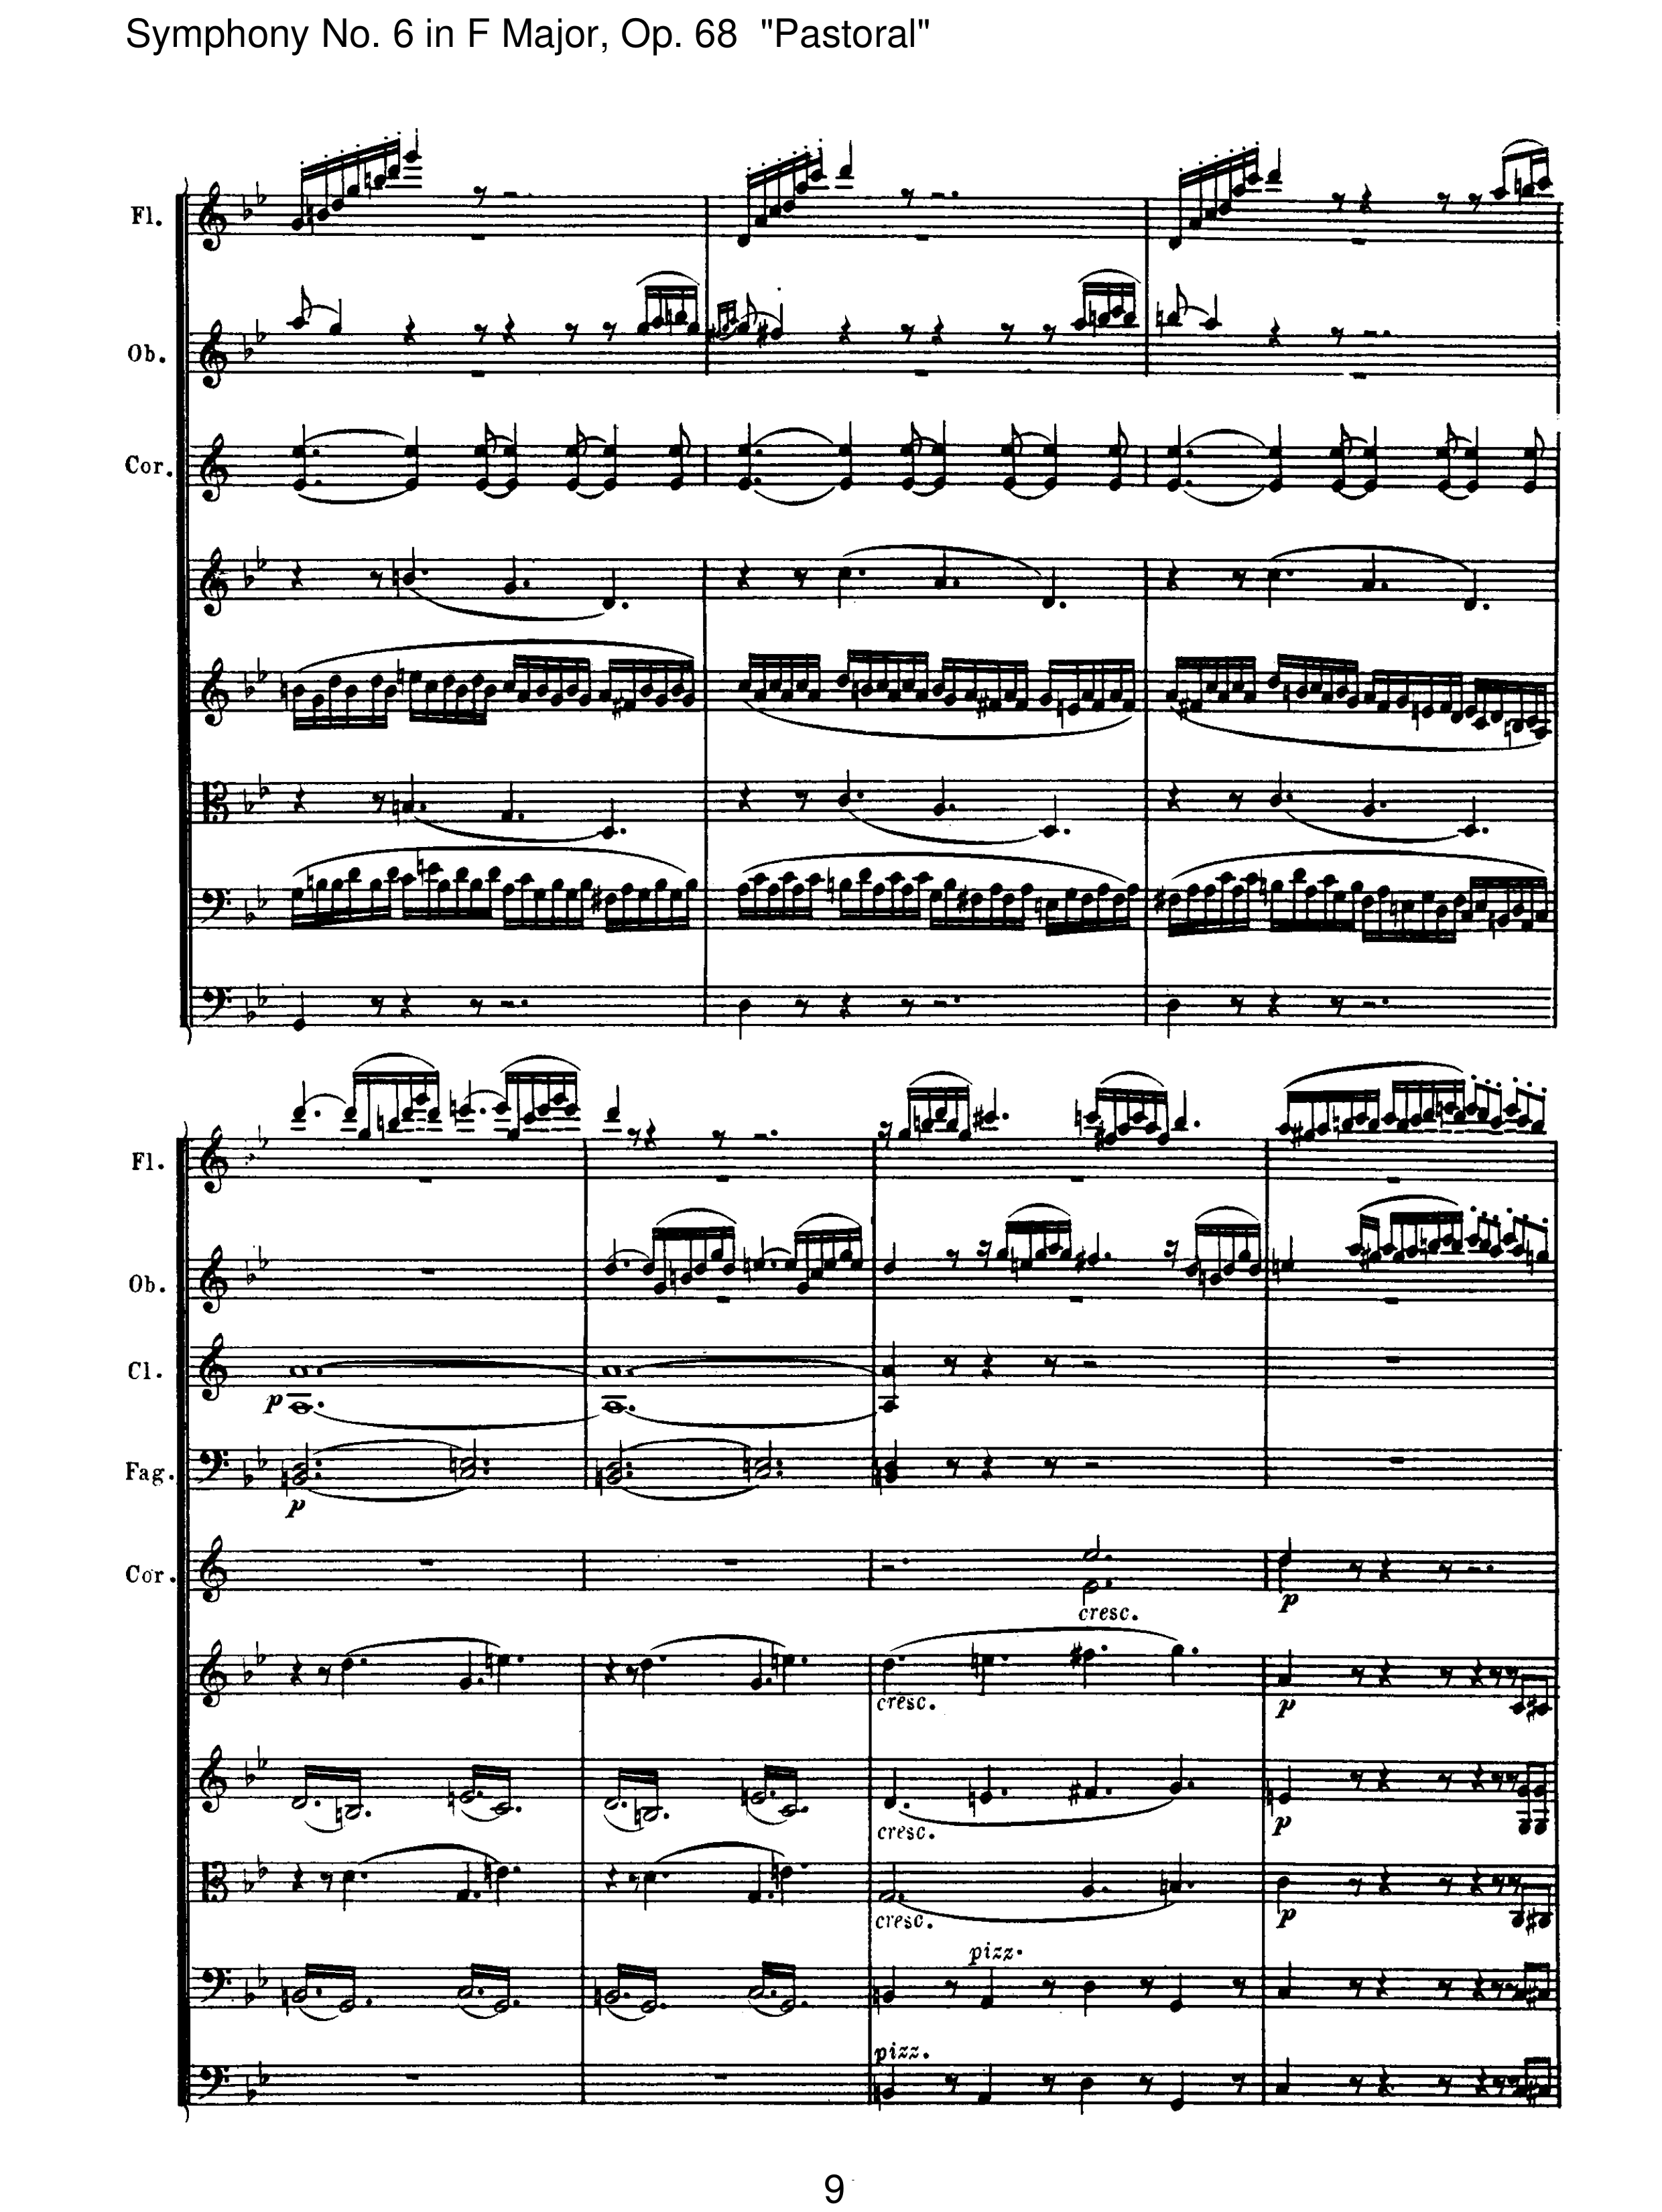 Symphony No. 6 in F Major, Op. 68 "Pastoral"
Fl.
Ob.
Cor.
Fl.
Ob.
Cl.
p
Fag.
p
Cor.
cresc.
p
cresc.
p
cresc.
p
cresc.
p
pizz.
pizz.
9